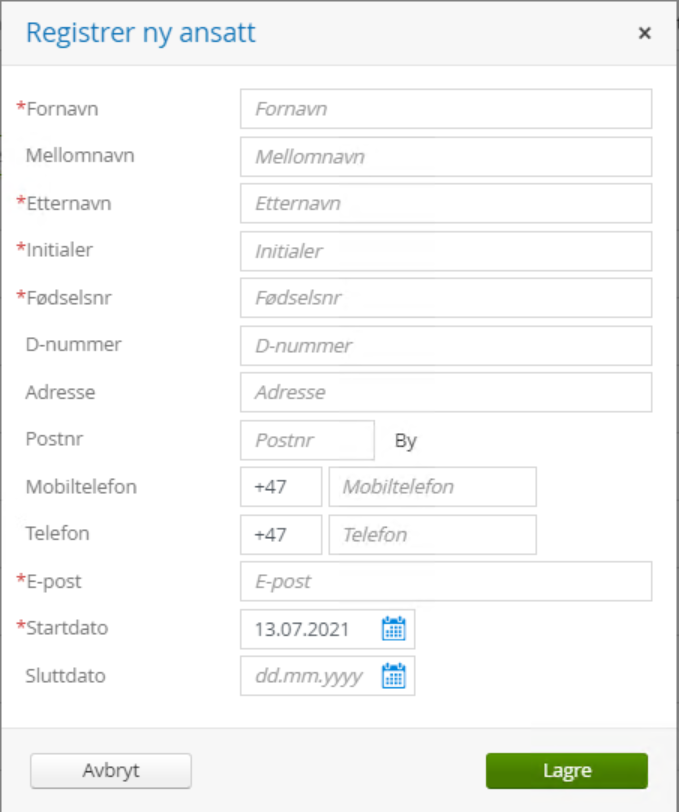 Registrer ny ansatt ×
*Fornavn Fornavn
Mellomnavn Mellomnavn
*Etternavn Etternavn
*Initialer Initialer
*Fødselsnr Fødselsnr
D-nummer D-nummer
Adresse Adresse
Postnr Postnr By
Mobiltelefon +47 Mobiltelefon
Telefon +47 Telefon
*E-post E-post
*Startdato 13.07.2021
Sluttdato dd.mm.yyyy
Avbryt Lagre